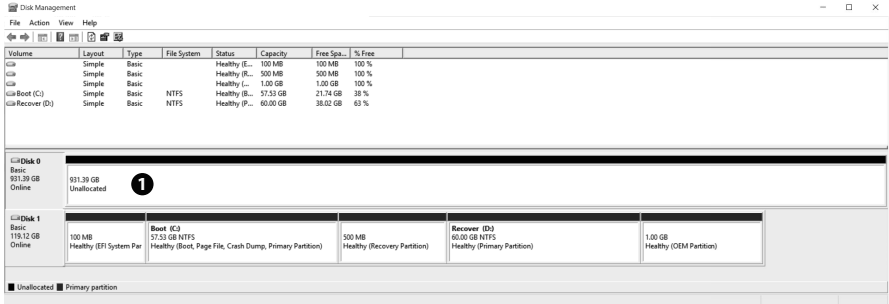 Disk Management
File Action View Help
Volume Layout Type File System Status Capacity Free Spa... % Free
Simple Basic Healthy (E... 100 MB 100 MB 100 %
Simple Basic Healthy (R... 500 MB 500 MB 100 %
Simple Basic Healthy (... 1.00 GB 1.00 GB 100 %
Boot (C:) Simple Basic NTFS Healthy (B... 57.53 GB 21.74 GB 38 %
Recover (D:) Simple Basic NTFS Healthy (P... 60.00 GB 38.02 GB 63 %
Disk 0
Basic
931.39 GB
Online
931.39 GB
Unallocated
1
Disk 1
Basic
119.12 GB
Online
100 MB
Healthy (EFI System Par
Boot (C:)
57.53 GB NTFS
Healthy (Boot, Page File, Crash Dump, Primary Partition)
500 MB
Healthy (Recovery Partition)
Recover (D:)
60.00 GB NTFS
Healthy (Primary Partition)
1.00 GB
Healthy (OEM Partition)
Unallocated Primary partition